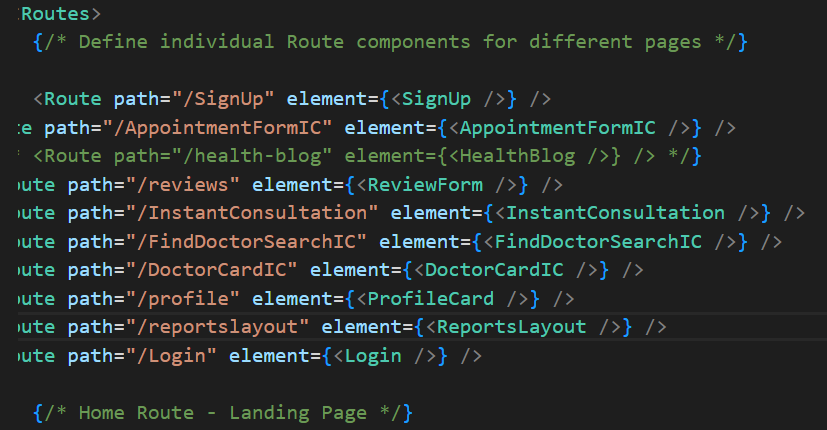 Routes>
{/* Define individual Route components for different pages */}
<Route path="/SignUp" element={<SignUp />} />
te path="/AppointmentFormIC" element={<AppointmentFormIC />} />
* <Route path="/health-blog" element={<HealthBlog />} /> */}
oute path="/reviews" element={<ReviewForm />} />
oute path="/InstantConsultation" element={<InstantConsultation />} />
oute path="/FindDoctorSearchIC" element={<FindDoctorSearchIC />} />
oute path="/DoctorCardIC" element={<DoctorCardIC />} />
oute path="/profile" element={<ProfileCard />} />
oute path="/reportslayout" element={<ReportsLayout />} />
oute path="/Login" element={<Login />} />
{/* Home Route - Landing Page */}